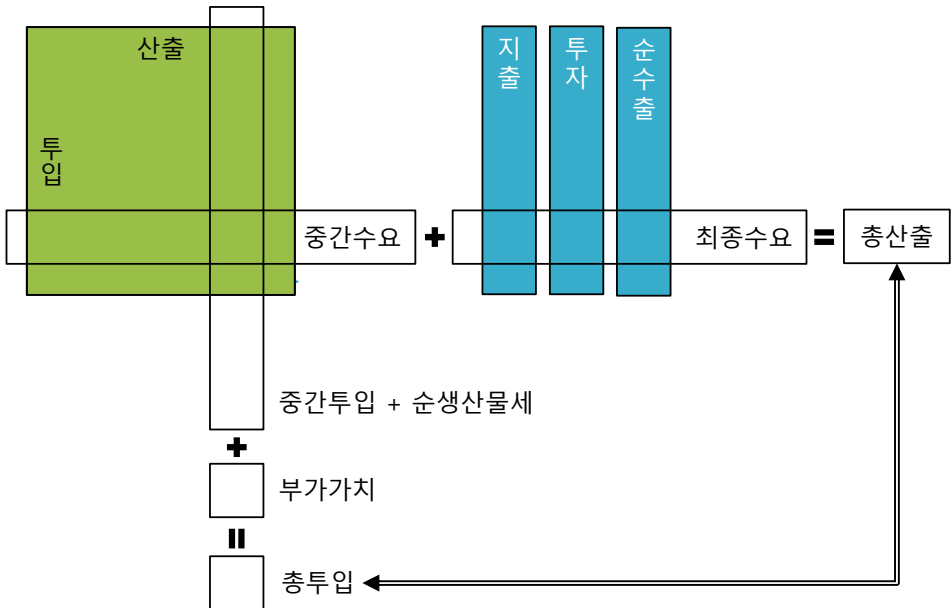 산출
투입
지출
투자
순수출
중간수요 + 최종수요 = 총산출
중간투입 + 순생산물세
+
부가가치
=
총투입